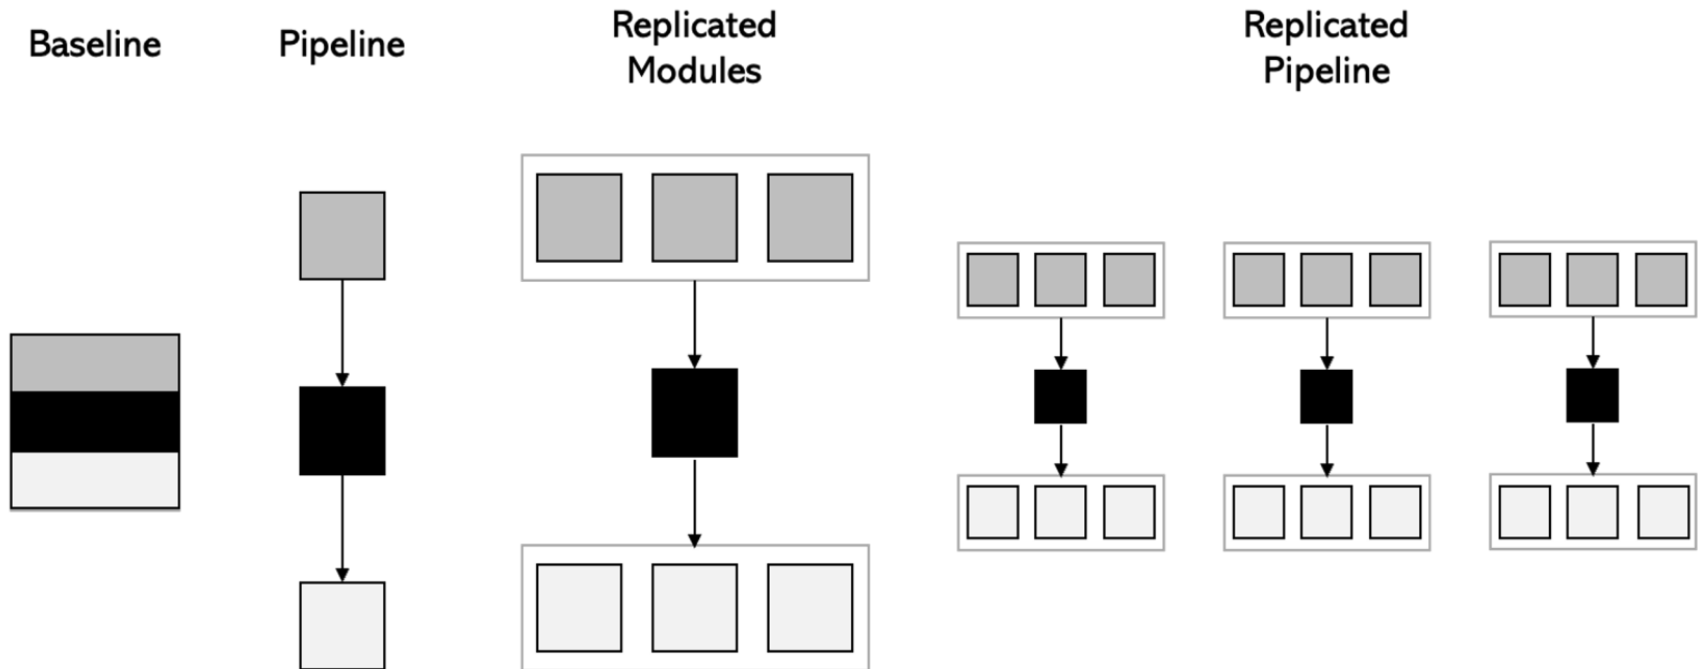 Baseline
Pipeline
Replicated
Modules
Replicated
Pipeline